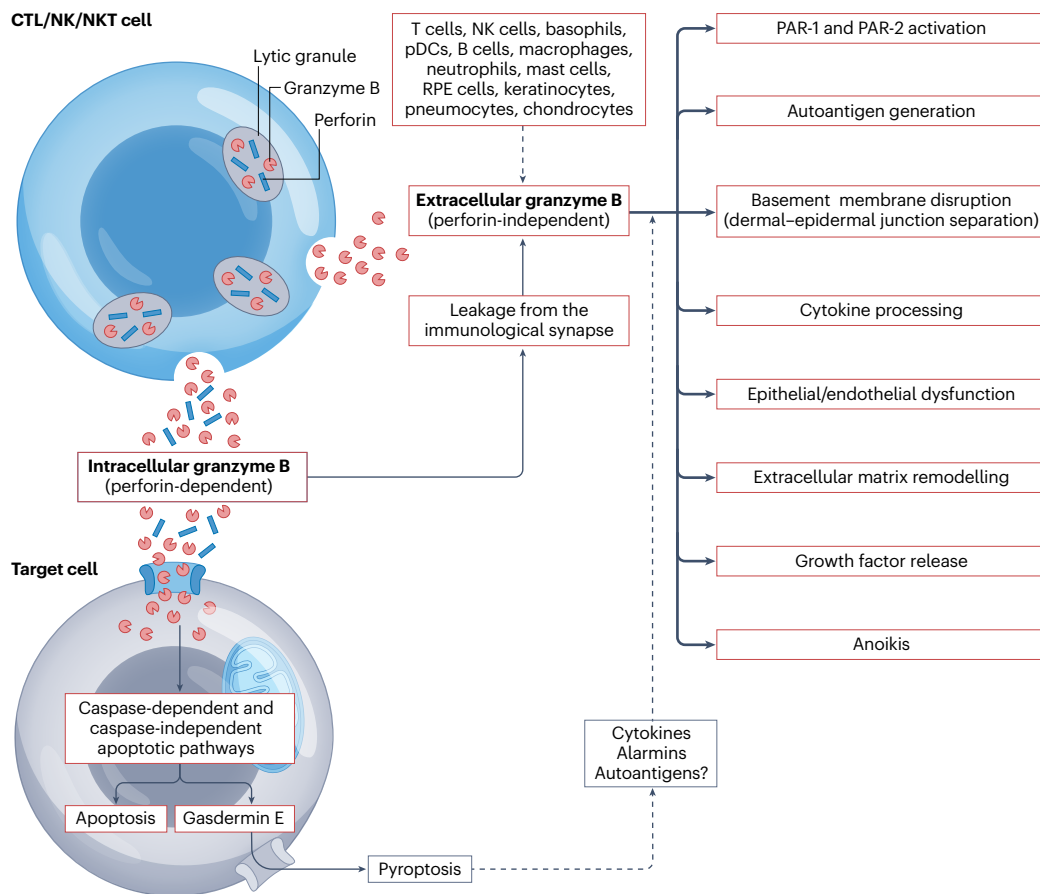 CTL/NK/NKT cell
Lytic granule
Granzyme B
Perforin
T cells, NK cells, basophils,
pDCs, B cells, macrophages,
neutrophils, mast cells,
RPE cells, keratinocytes,
pneumocytes, chondrocytes
Extracellular granzyme B
(perforin-independent)
Leakage from the
immunological synapse
Intracellular granzyme B
(perforin-dependent)
Target cell
Caspase-dependent and
caspase-independent
apoptotic pathways
Apoptosis
Gasdermin E
Pyroptosis
Cytokines
Alarmins
Autoantigens?
PAR-1 and PAR-2 activation
Autoantigen generation
Basement membrane disruption
(dermal–epidermal junction separation)
Cytokine processing
Epithelial/endothelial dysfunction
Extracellular matrix remodelling
Growth factor release
Anoikis